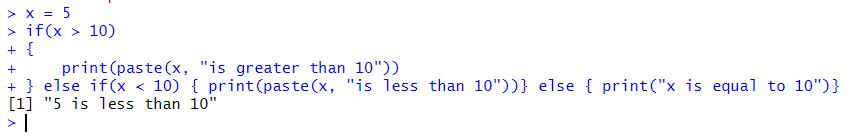 > x = 5
> if(x > 10)
+ {
+     print(paste(x, "is greater than 10"))
+ } else if(x < 10) { print(paste(x, "is less than 10"))} else { print("x is equal to 10")}
[1] "5 is less than 10"
>